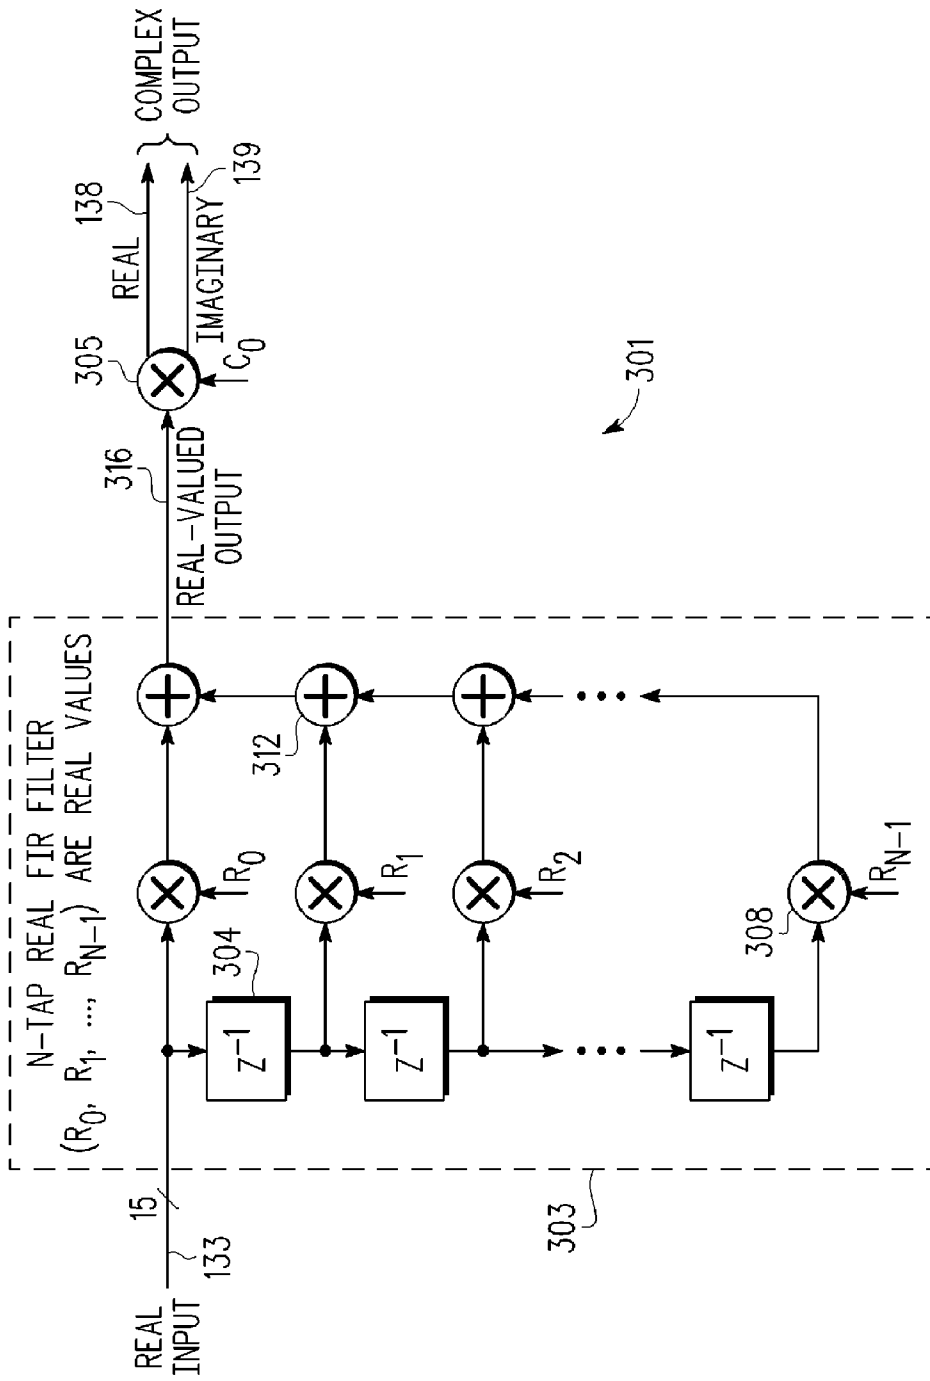 N-TAP REAL FIR FILTER
(R0, R1, ..., RN-1) ARE REAL VALUES
REAL
INPUT
133
15
R0
316
REAL-VALUED
OUTPUT
305
C0
REAL
138
IMAGINARY
139
COMPLEX
OUTPUT
Z-1
304
R1
312
Z-1
R2
•••
•••
Z-1
308
RN-1
303
301